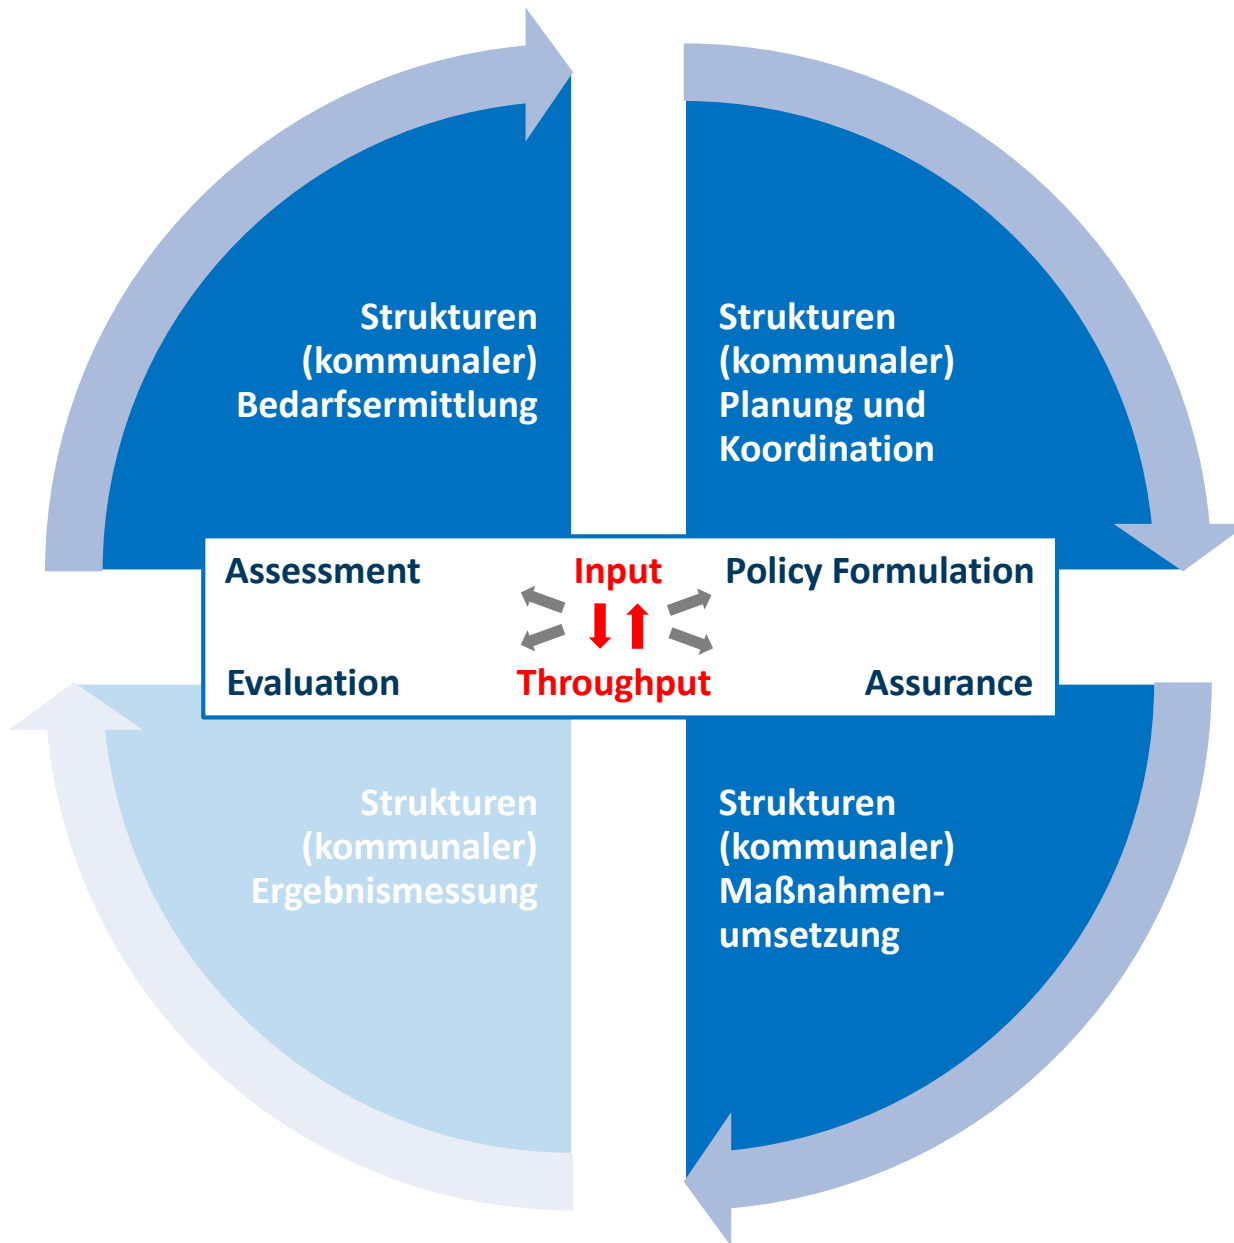 Strukturen
(kommunaler)
Bedarfsermittlung
Strukturen
(kommunaler)
Planung und
Koordination
Assessment
Input
Policy Formulation
Evaluation
Throughput
Assurance
Strukturen
(kommunaler)
Ergebnismessung
Strukturen
(kommunaler)
Maßnahmen-
umsetzung